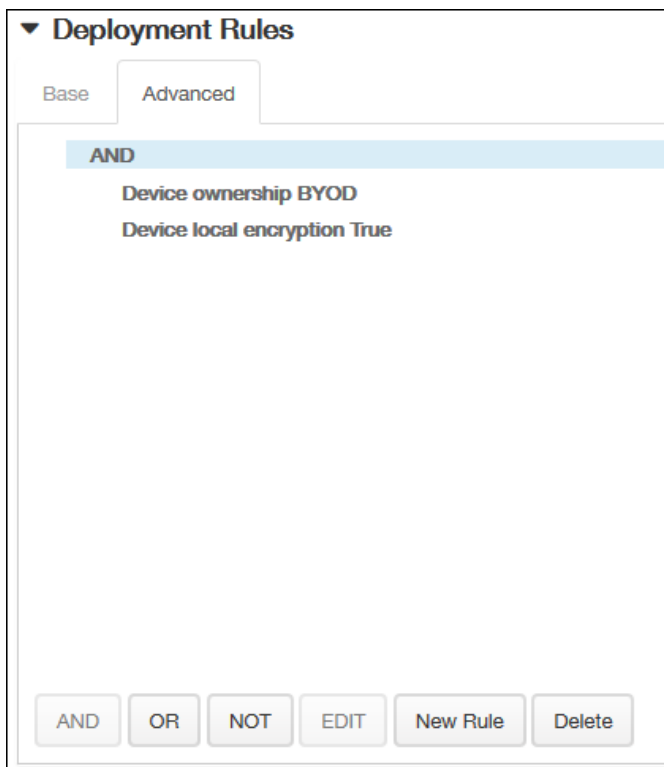 Deployment Rules
Base Advanced
AND
Device ownership BYOD
Device local encryption True
AND OR NOT EDIT New Rule Delete